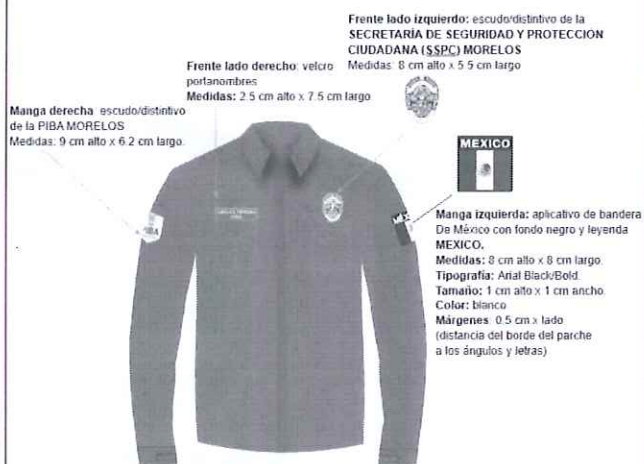 Frente lado izquierdo: escudo/distintivo de la
SECRETARÍA DE SEGURIDAD Y PROTECCION
CIUDADANA (SSPC) MORELOS
Medidas: 8 cm alto x 5.5 cm largo
Frente lado derecho: velcro
portanombres
Medidas: 2.5 cm alto x 7.5 cm largo
Manga derecha: escudo/distintivo
de la PIBA MORELOS
Medidas: 9 cm alto x 6.2 cm largo.
MEXICO
PIBA
Manga izquierda: aplicativo de bandera
De México con fondo negro y leyenda
MEXICO.
Medidas: 8 cm alto x 8 cm largo.
Tipografía: Arial Black/Bold.
Tamaño: 1 cm alto x 1 cm ancho.
Color: blanco
Márgenes: 0.5 cm x lado
(distancia del borde del parche
a los ángulos y letras)